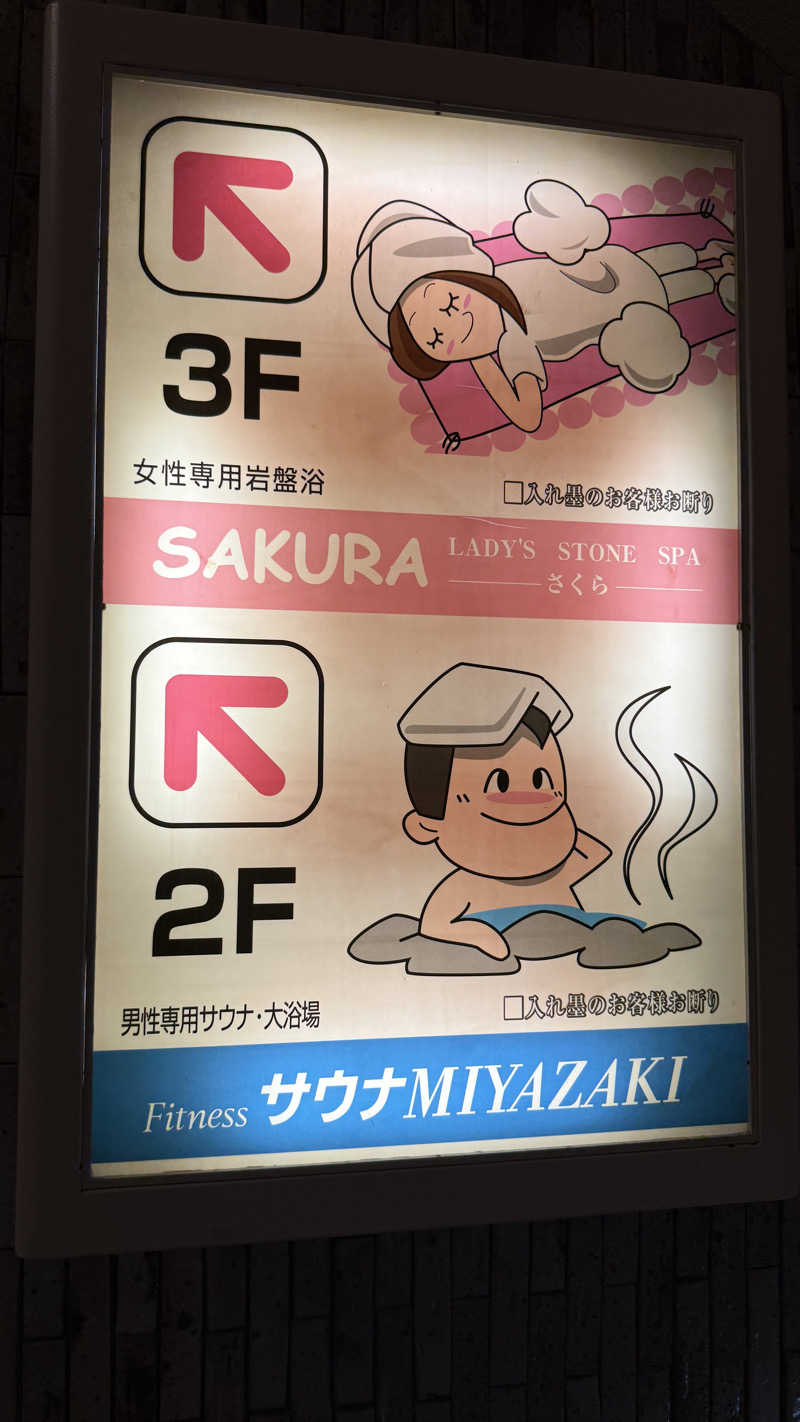 3F
女性専用岩盤浴
□入れ墨のお客様お断り
SAKURA
LADY'S STONE SPA
さくら
2F
男性専用サウナ・大浴場
□入れ墨のお客様お断り
Fitness サウナMIYAZAKI